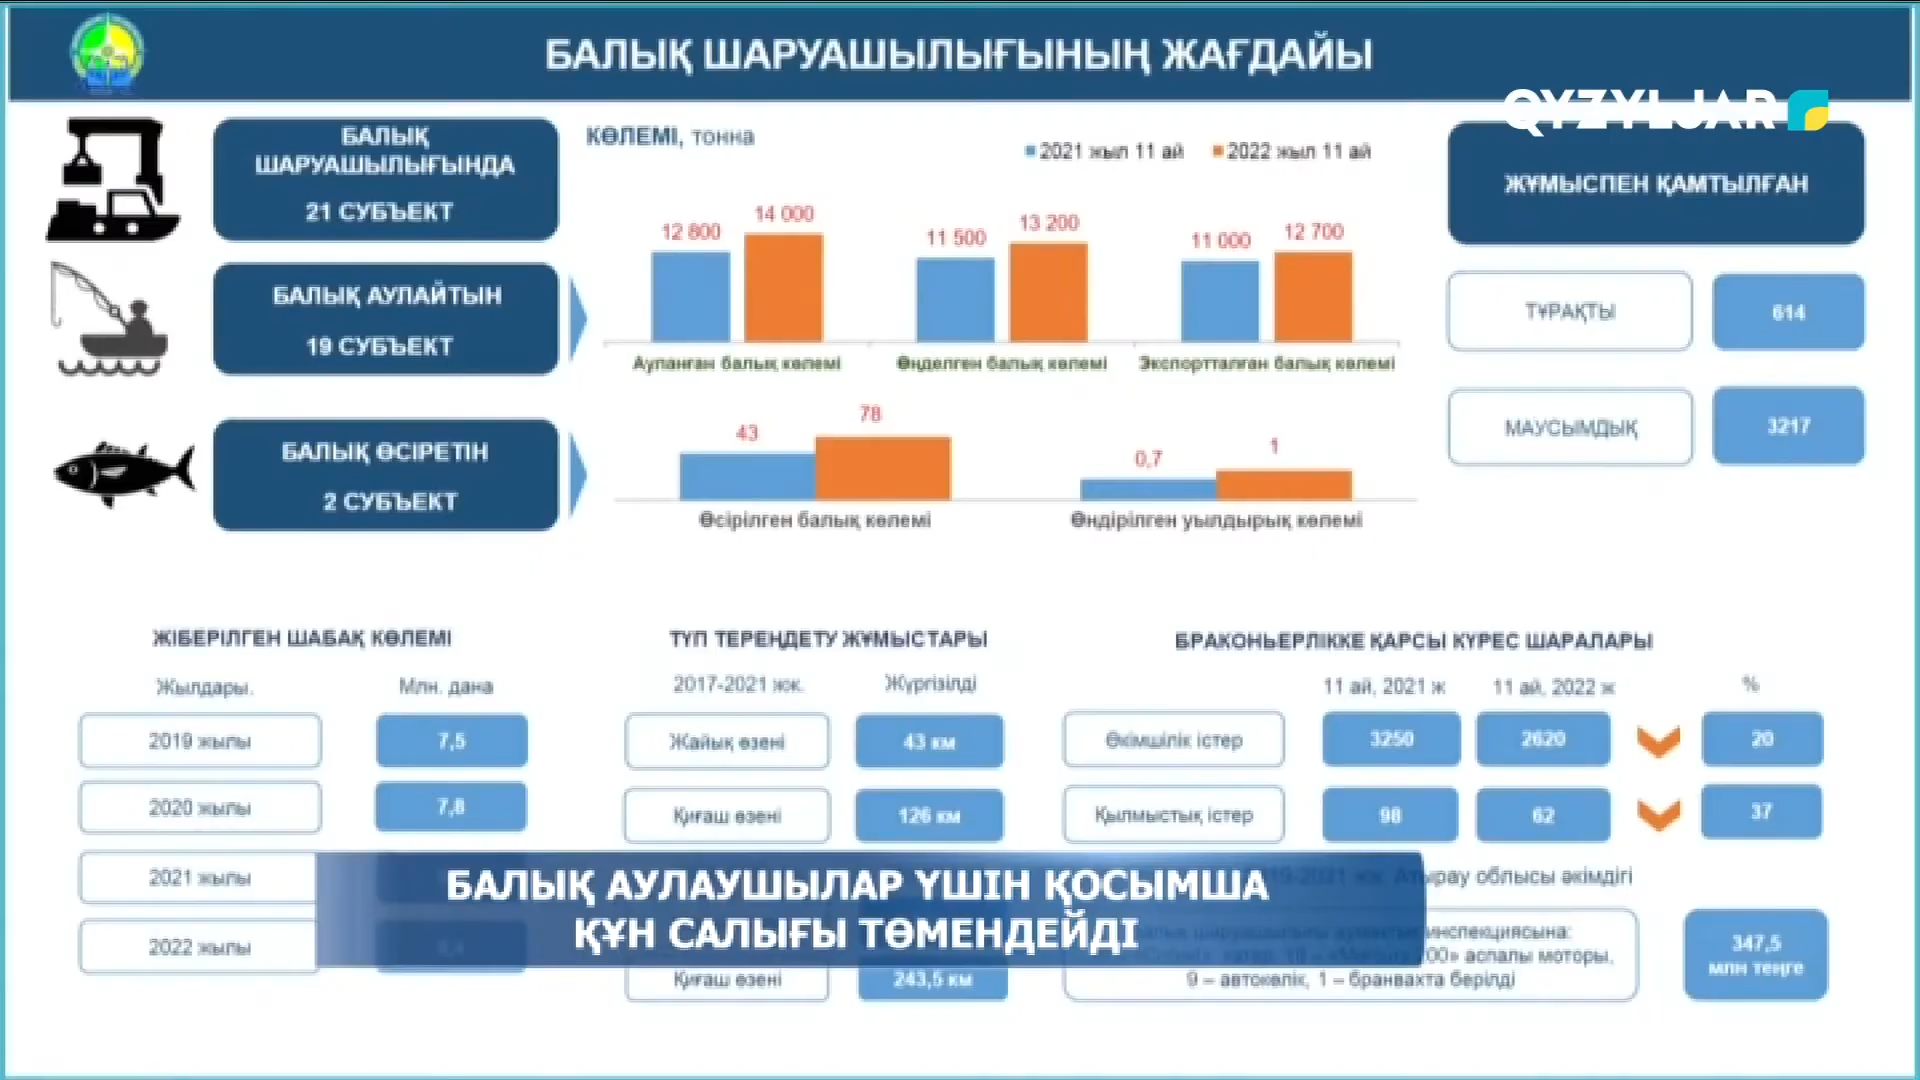 БАЛЫҚ ШАРУАШЫЛЫҒЫНЫҢ ЖАҒДАЙЫ
QYZYLJAR
БАЛЫҚ
ШАРУАШЫЛЫҒЫНДА
21 СУБЪЕКТ
БАЛЫҚ АУЛАЙТЫН
19 СУБЪЕКТ
БАЛЫҚ ӨСІРЕТІН
2 СУБЪЕКТ
КӨЛЕМІ, тонна
2021 жыл 11 ай 2022 жыл 11 ай
12 800 14 000 11 500 13 200 11 000 12 700
Ауланған балық көлемі Өңделген балық көлемі Экспортталған балық көлемі
43 78 0,7 1
Өсірілген балық көлемі Өндірілген уылдырық көлемі
ЖҰМЫСПЕН ҚАМТЫЛҒАН
ТҰРАҚТЫ 614
МАУСЫМДЫҚ 3217
ЖІБЕРІЛГЕН ШАБАҚ КӨЛЕМІ
Жылдары. Млн. дана
2019 жылы 7,5
2020 жылы 7,8
2021 жылы
2022 жылы
ТҮП ТЕРЕҢДЕТУ ЖҰМЫСТАРЫ
2017-2021 жж. Жүргізілді
Жайық өзені 43 км
Қиғаш өзені 126 км
Қиғаш өзені 243,5 км
БРАКОНЬЕРЛІККЕ ҚАРСЫ КҮРЕС ШАРАЛАРЫ
11 ай, 2021 ж 11 ай, 2022 ж %
Әкімшілік істер 3250 2620 20
Қылмыстық істер 98 62 37
Атырау облысы әкімдігі
инспекциясына:
аспалы моторы,
9 – автокөлік, 1 – бранвахта берілді
347,5
млн теңге
БАЛЫҚ АУЛАУШЫЛАР ҮШІН ҚОСЫМША
ҚҰН САЛЫҒЫ ТӨМЕНДЕЙДІ